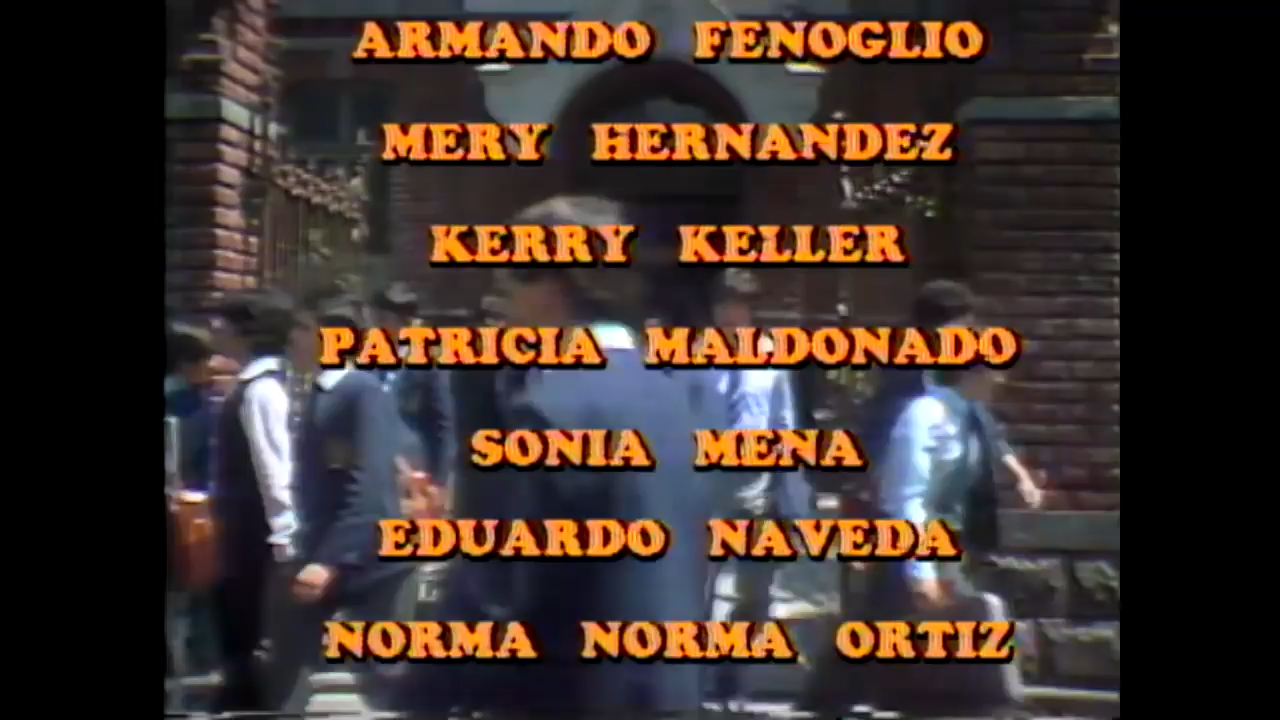 ARMANDO FENOGLIO
MERY HERNANDEZ
KERRY KELLER
PATRICIA MALDONADO
SONIA MENA
EDUARDO NAVEDA
NORMA NORMA ORTIZ